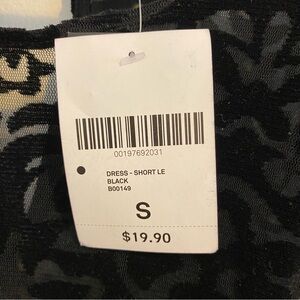 00197692031
DRESS - SHORT LE
BLACK
B00149
S
$19.90